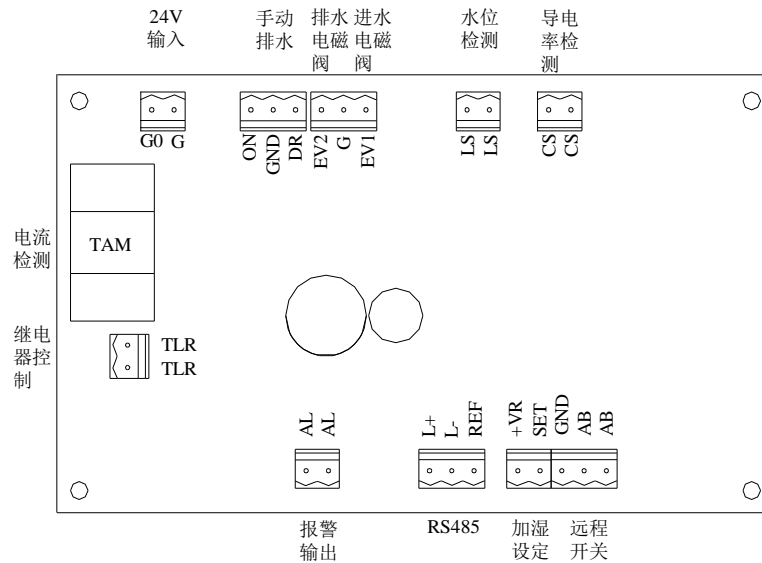 24V
输入
手动
排水
排水
电磁
阀
进水
电磁
阀
水位
检测
导电
率检
测
G0 G
ON
GND
DR
EV2
G
EV1
LS
LS
CS
CS
电流
检测
TAM
继电
器控
制
TLR
TLR
AL
AL
L+
L-
REF
+VR
SET
GND
AB
AB
报警
输出
RS485
加湿
设定
远程
开关